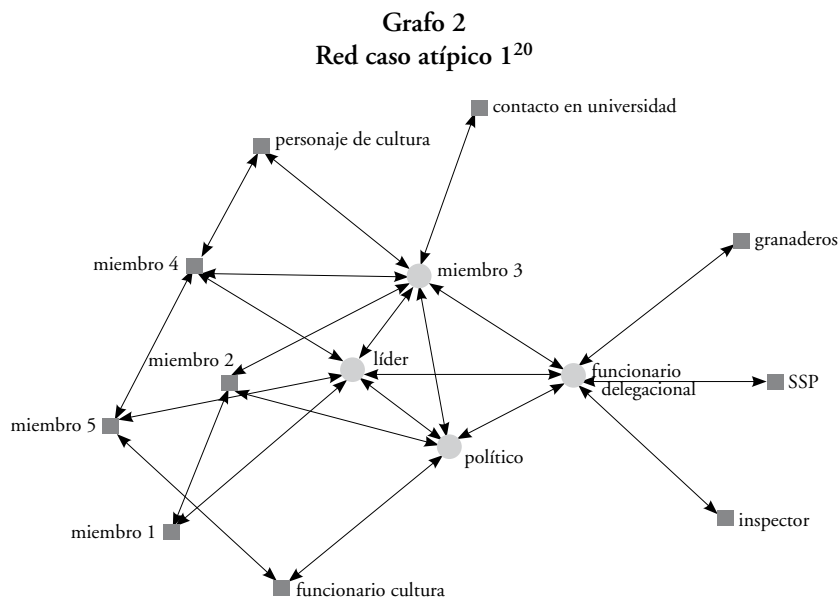 Grafo 2
Red caso atípico 1²⁰
contacto en universidad
personaje de cultura
granaderos
miembro 4
miembro 3
miembro 2
líder
funcionario
delegacional
SSP
miembro 5
político
inspector
miembro 1
funcionario cultura